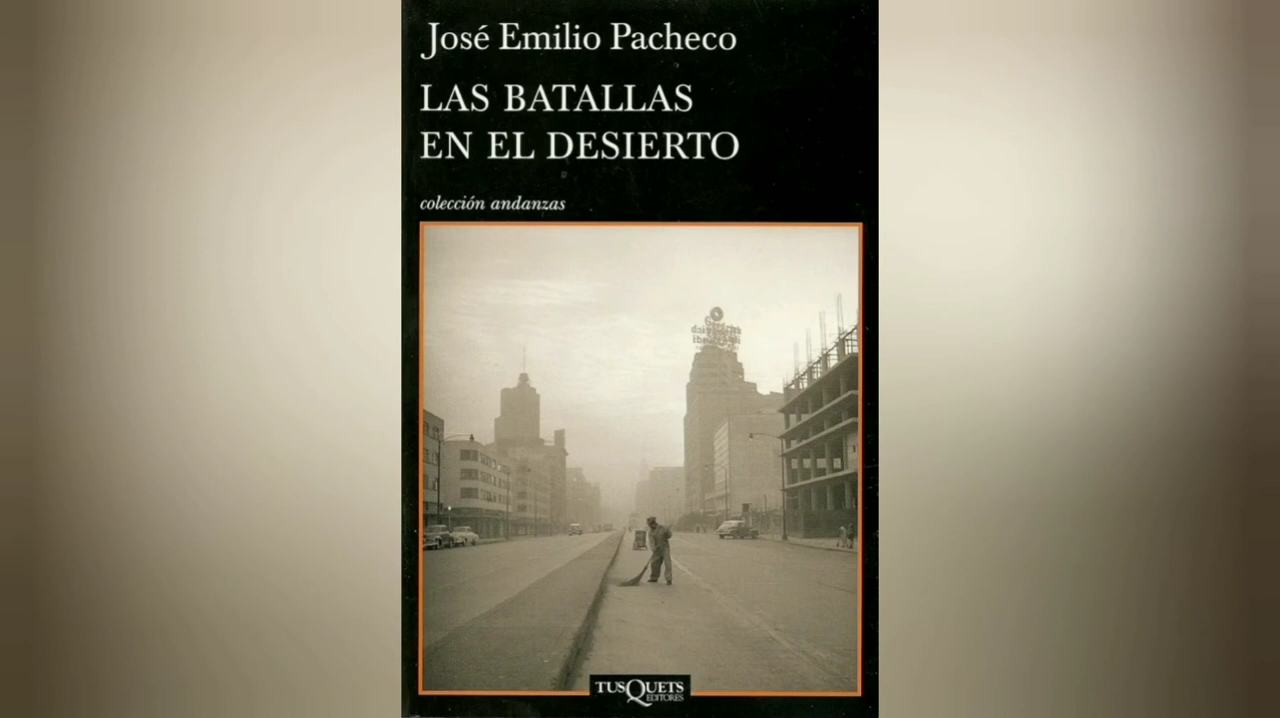 José Emilio Pacheco
LAS BATALLAS
EN EL DESIERTO
colección andanzas
TUSQUETS
EDITORES